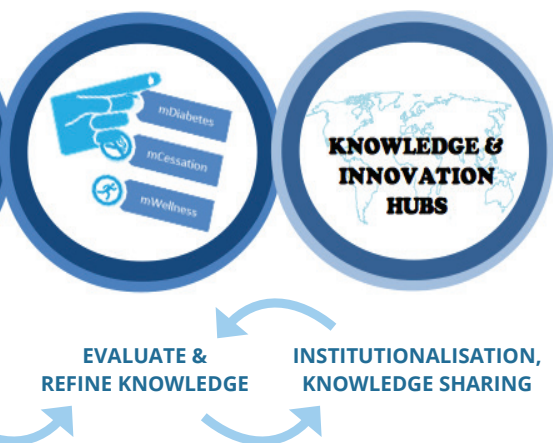 mDiabetes
mCessation
mWellness
KNOWLEDGE &
INNOVATION
HUBS
EVALUATE &
REFINE KNOWLEDGE
INSTITUTIONALISATION,
KNOWLEDGE SHARING